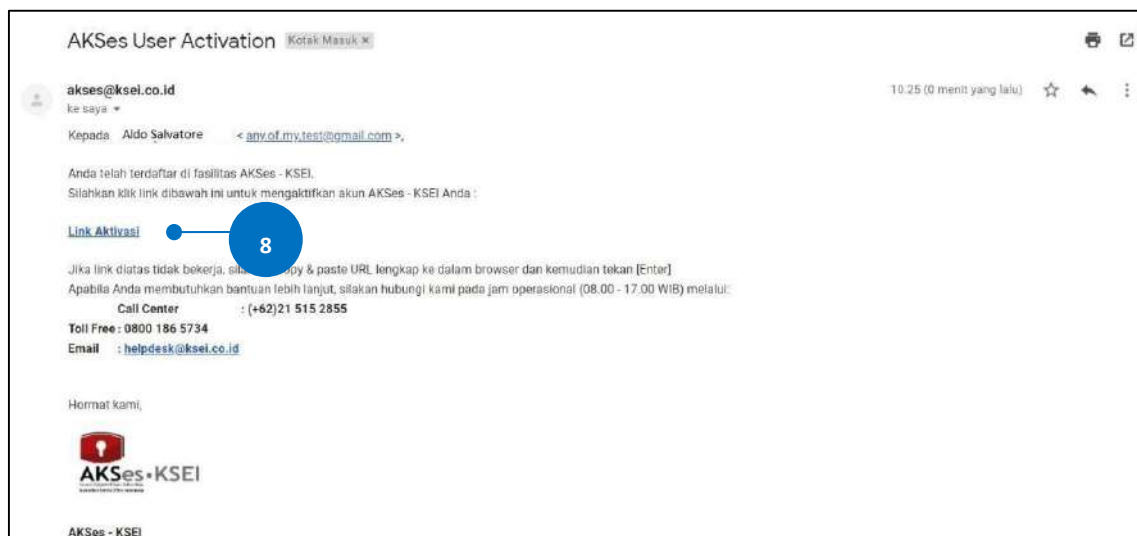 AKSes User Activation Kotak Masuk ×
akses@ksei.co.id
10.25 (0 menit yang lalu)
ke saya
Kepada Aldo Salvatore < any.of.my.test@gmail.com >,
Anda telah terdaftar di fasilitas AKSes - KSEI.
Silahkan klik link dibawah ini untuk mengaktifkan akun AKSes - KSEI Anda :
Link Aktivasi
8
Jika link diatas tidak bekerja, opy & paste URL lengkap ke dalam browser dan kemudian tekan [Enter]
Apabila Anda membutuhkan bantuan lebih lanjut, silakan hubungi kami pada jam operasional (08.00 - 17.00 WIB) melalui:
Call Center : (+62)21 515 2855
Toll Free : 0800 186 5734
Email : helpdesk@ksei.co.id
Hormat kami,
AKSes·KSEI
AKSes - KSEI